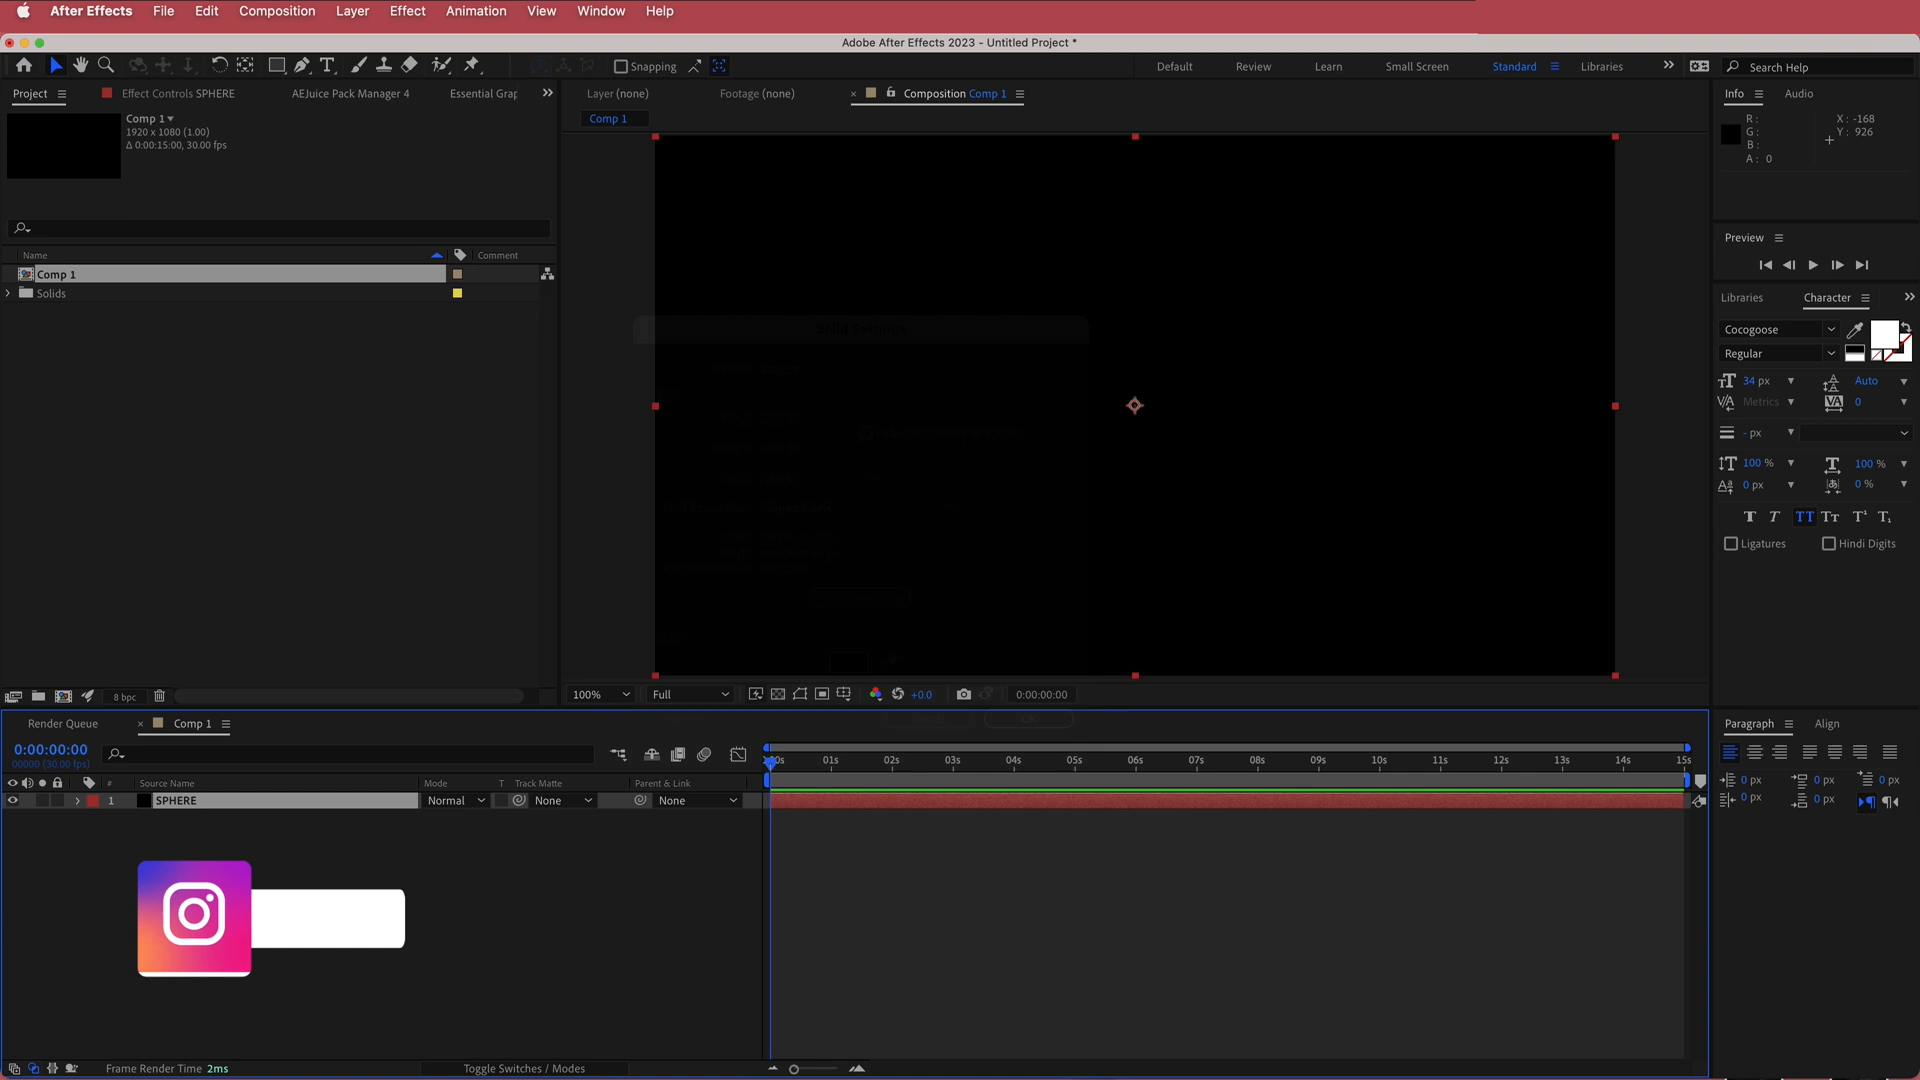 After Effects File Edit Composition Layer Effect Animation View Window Help
Adobe After Effects 2023 - Untitled Project *
Snapping
Default Review Learn Small Screen Standard Libraries
Search Help
Project Effect Controls SPHERE AEJuice Pack Manager 4 Essential Grap
Layer (none) Footage (none) Composition Comp 1
Info Audio
Comp 1
1920 x 1080 (1.00)
Δ 0:00:15:00, 30.00 fps
Comp 1
R :
G :
B :
A : 0
X : -168
Y : 926
Name Comment
Comp 1
Solids
Solid Settings
Preview
Libraries Character
Cocogoose
Regular
34 px Auto
Metrics 0
- px
100 % 100 %
0 px 0 %
T T TT Tт T¹ T₁
Ligatures Hindi Digits
8 bpc
100% Full +0.0 0:00:00:00
Render Queue Comp 1
0:00:00:00
00000 (30.00 fps)
# Source Name Mode T Track Matte Parent & Link
1 SPHERE Normal None None
00s 01s 02s 03s 04s 05s 06s 07s 08s 09s 10s 11s 12s 13s 14s 15s
Paragraph Align
0 px 0 px 0 px
0 px 0 px
Frame Render Time 2ms Toggle Switches / Modes